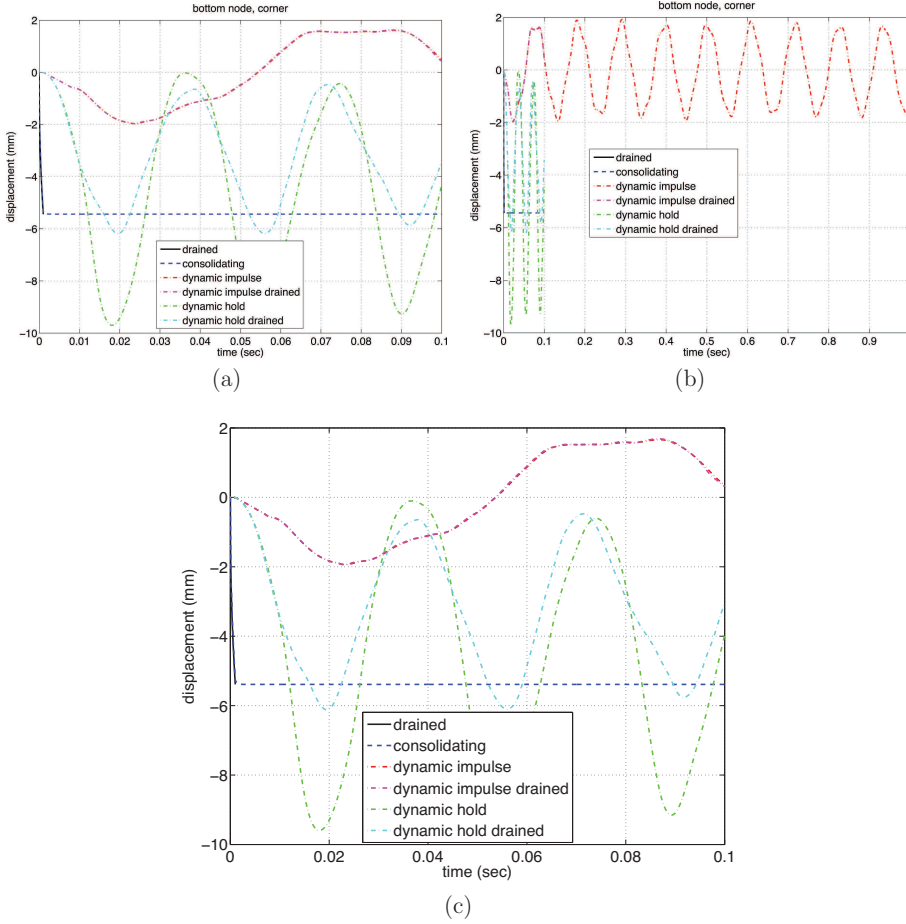 bottom node, corner
displacement (mm)
2
0
−2
−4
−6
−8
−10
drained
consolidating
dynamic impulse
dynamic impulse drained
dynamic hold
dynamic hold drained
0 0.01 0.02 0.03 0.04 0.05 0.06 0.07 0.08 0.09 0.1
time (sec)
(a)
bottom node, corner
displacement (mm)
2
0
−2
−4
−6
−8
−10
drained
consolidating
dynamic impulse
dynamic impulse drained
dynamic hold
dynamic hold drained
0 0.1 0.2 0.3 0.4 0.5 0.6 0.7 0.8 0.9
time (sec)
(b)
displacement (mm)
2
0
−2
−4
−6
−8
−10
drained
consolidating
dynamic impulse
dynamic impulse drained
dynamic hold
dynamic hold drained
0 0.02 0.04 0.06 0.08 0.1
time (sec)
(c)